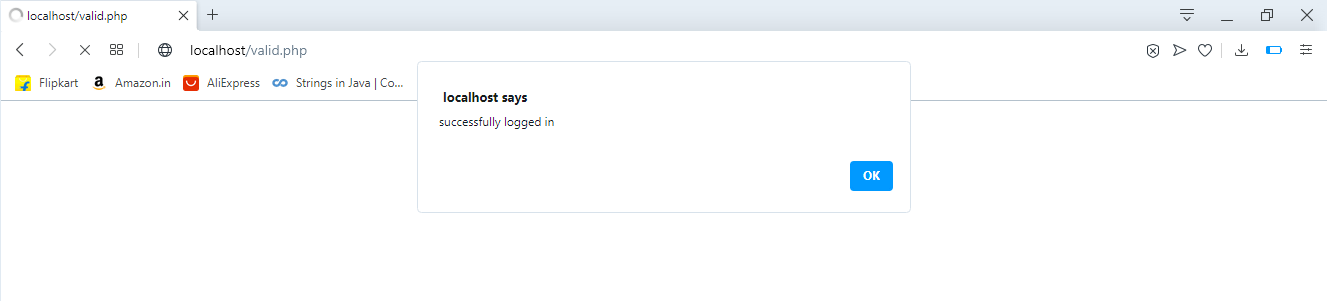 localhost/valid.php
localhost/valid.php
Flipkart Amazon.in AliExpress Strings in Java | Co...
localhost says
successfully logged in
OK